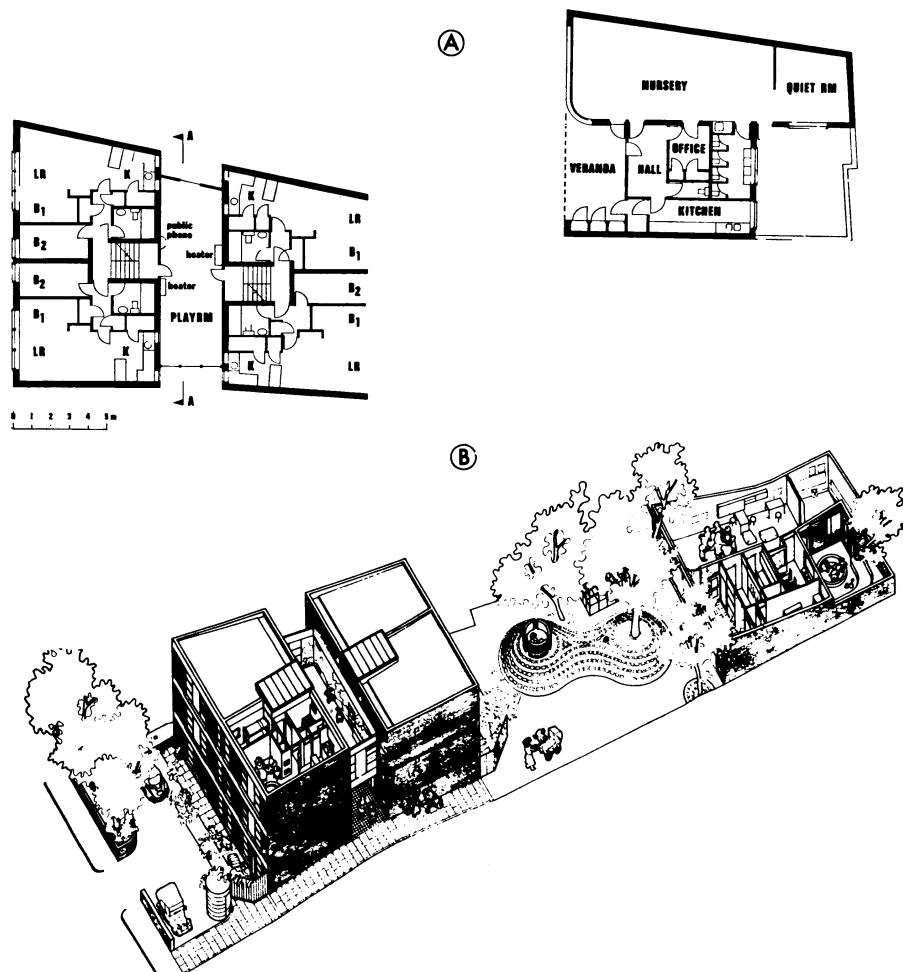 A
NURSERY
QUIET RM
OFFICE
VERANDA
HALL
KITCHEN
A
LR
K
B1
B2
public
phone
heater
B2
heater
B1
PLAYRM
LR
K
K
LR
B1
B2
B1
K
LR
A
0 1 2 3 4 5m
B